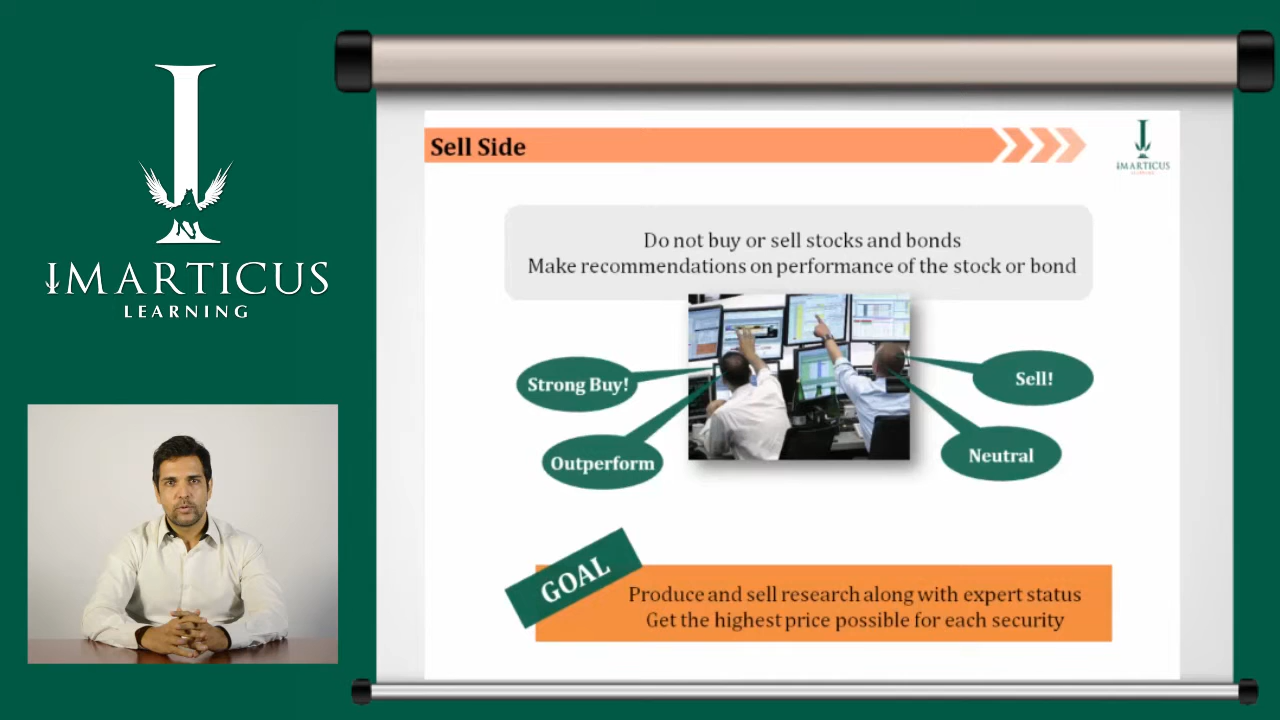 IMARTICUS
LEARNING
Sell Side
IMARTICUS
LEARNING
Do not buy or sell stocks and bonds
Make recommendations on performance of the stock or bond
Strong Buy!
Sell!
Outperform
Neutral
GOAL
Produce and sell research along with expert status
Get the highest price possible for each security